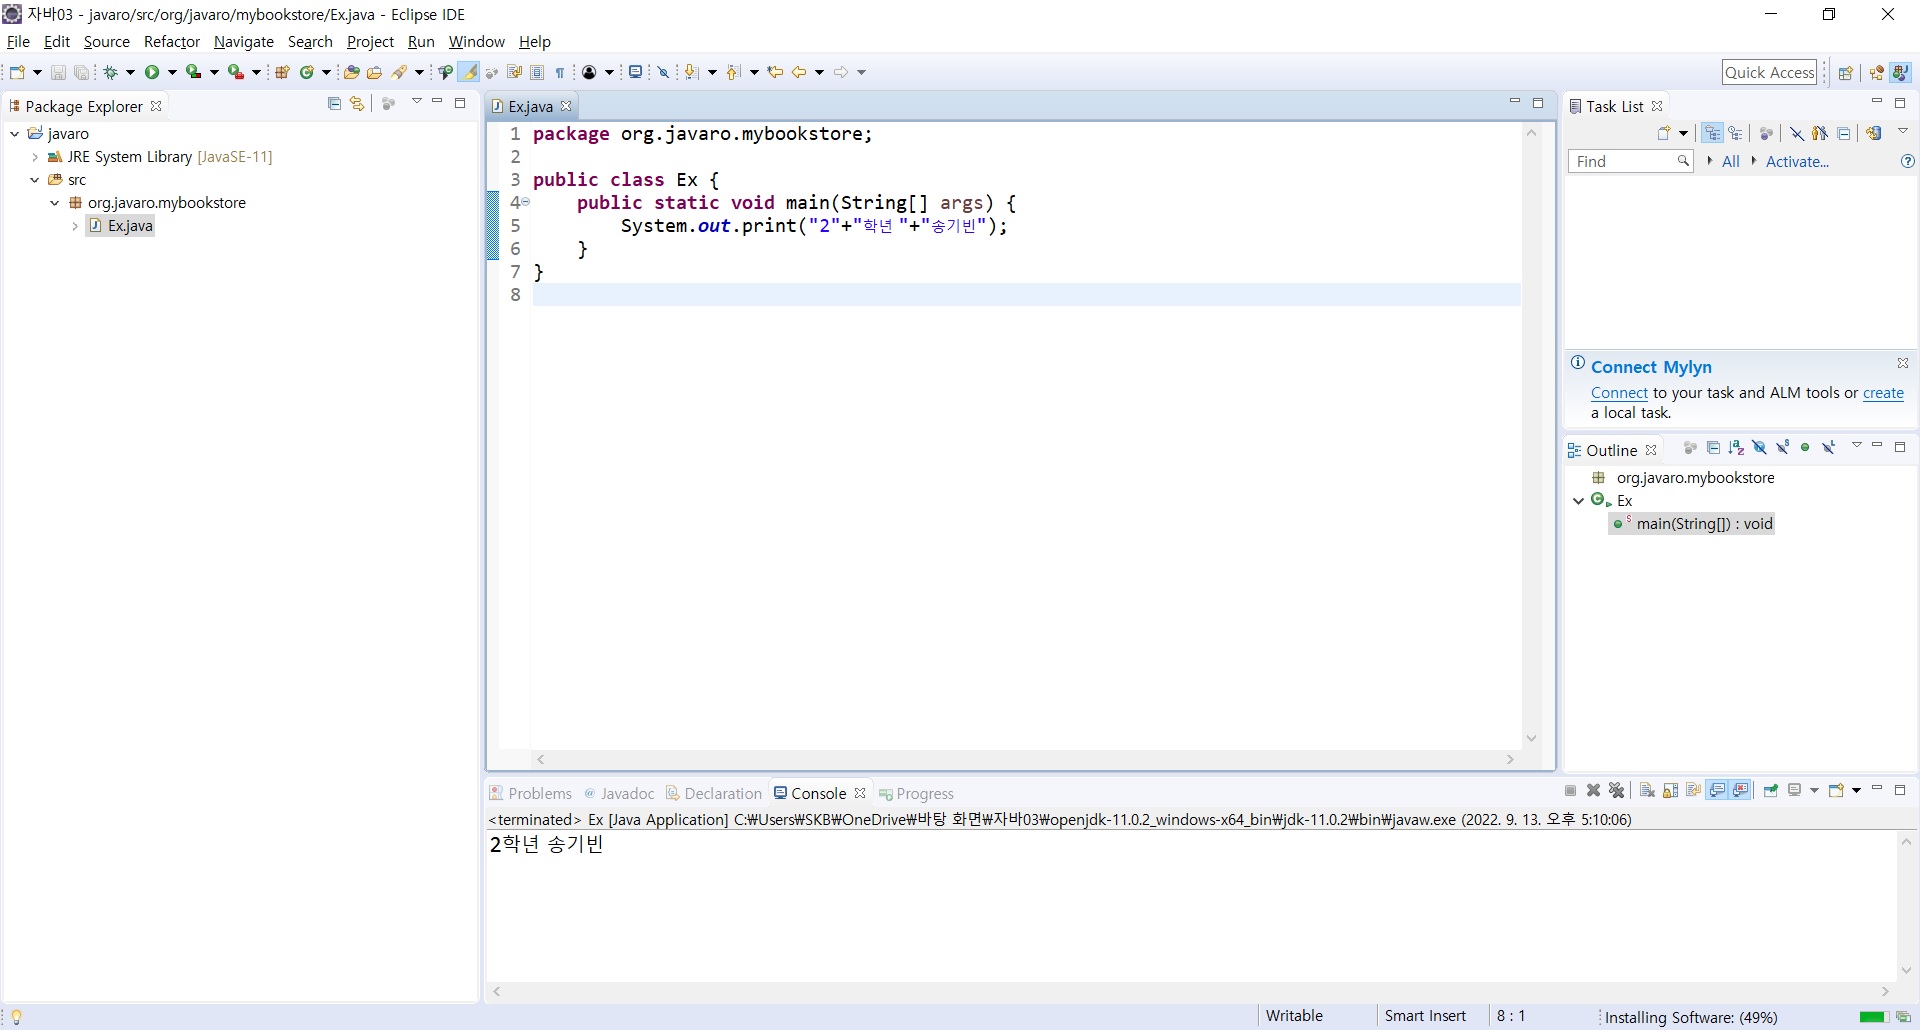 자바03 - javaro/src/org/javaro/mybookstore/Ex.java - Eclipse IDE
File Edit Source Refactor Navigate Search Project Run Window Help
Quick Access
Package Explorer
javaro
JRE System Library [JavaSE-11]
src
org.javaro.mybookstore
Ex.java
Ex.java
1 package org.javaro.mybookstore;
2
3 public class Ex {
4 public static void main(String[] args) {
5 System.out.print("2"+"학년 "+"송기빈");
6 }
7 }
8
Task List
Find
All Activate...
Connect Mylyn
Connect to your task and ALM tools or create
a local task.
Outline
org.javaro.mybookstore
Ex
main(String[]) : void
Problems @ Javadoc Declaration Console Progress
<terminated> Ex [Java Application] C:₩Users₩SKB₩OneDrive₩바탕 화면₩자바03₩openjdk-11.0.2_windows-x64_bin₩jdk-11.0.2₩bin₩javaw.exe (2022. 9. 13. 오후 5:10:06)
2학년 송기빈
Writable Smart Insert 8 : 1 Installing Software: (49%)